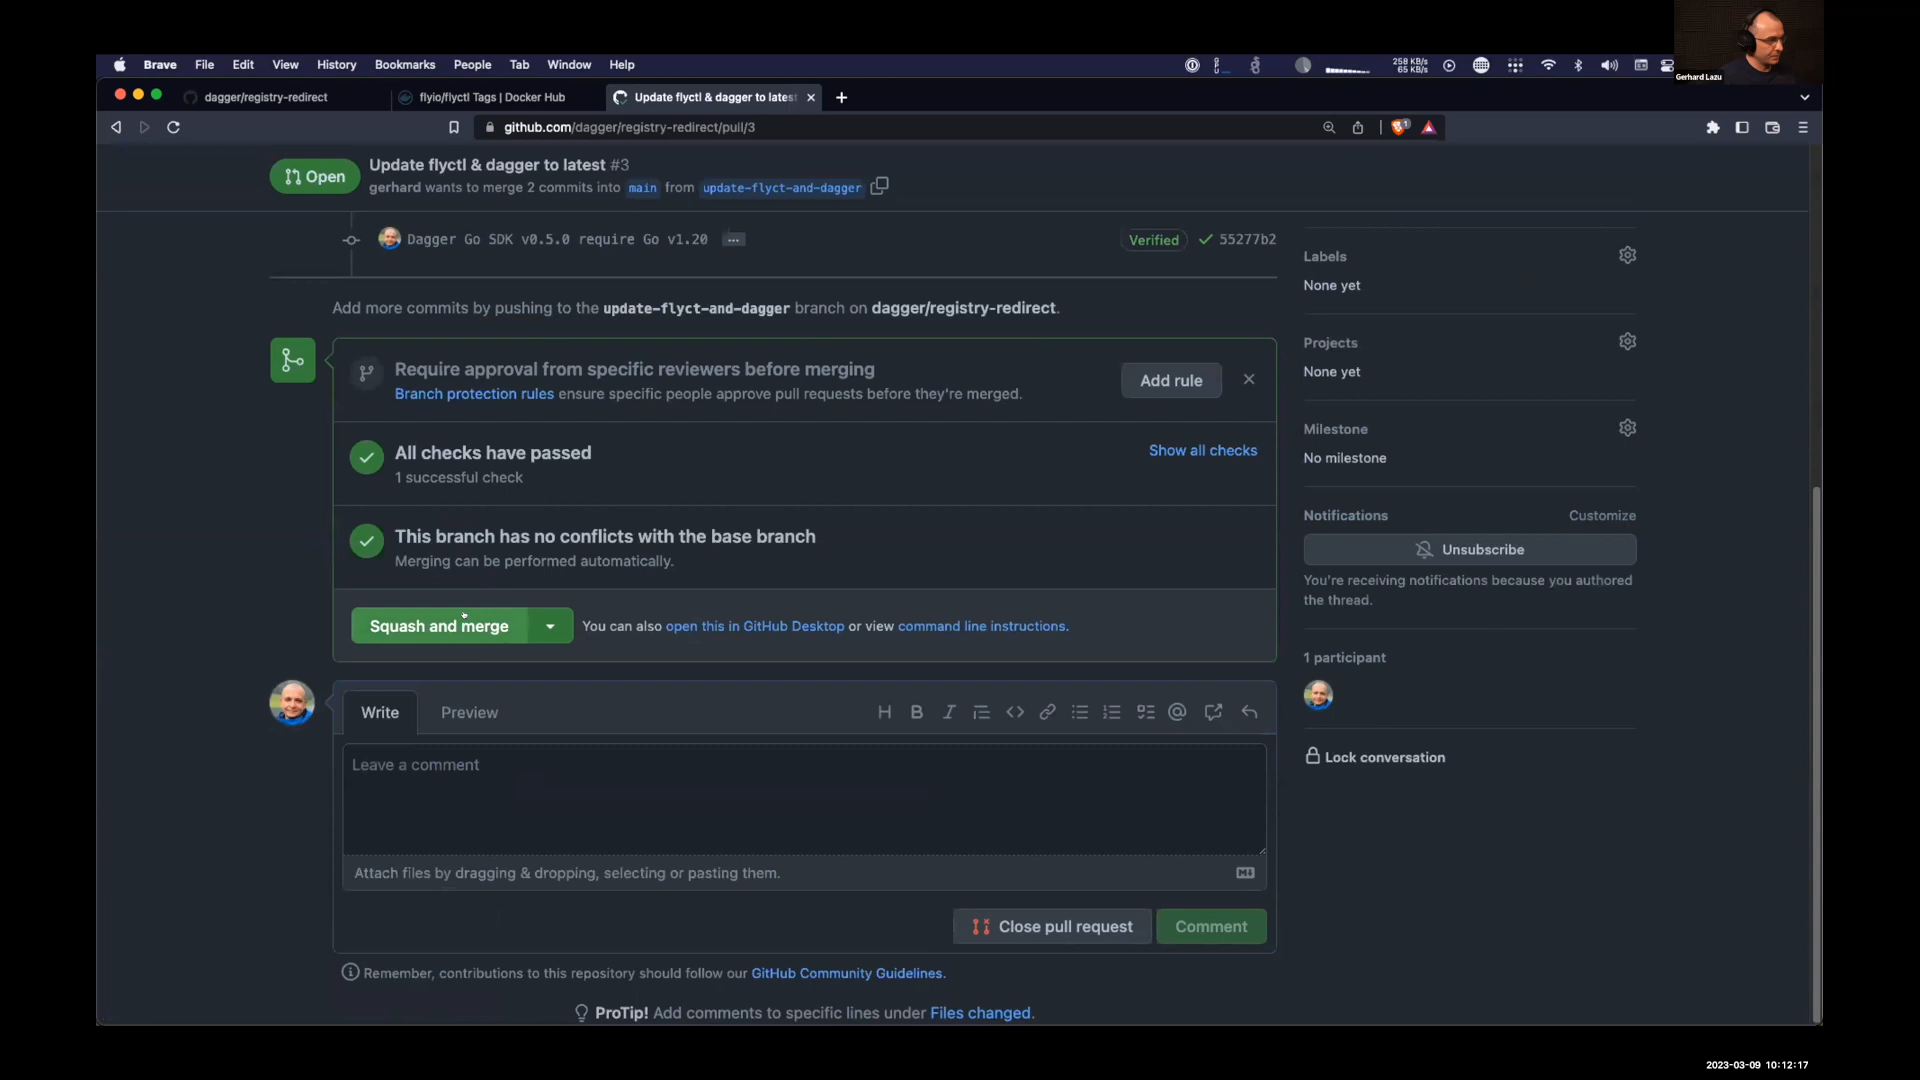 Brave File Edit View History Bookmarks People Tab Window Help
258 KB/s
65 KB/s
Gerhard Lazu
dagger/registry-redirect
flyio/flyctl Tags | Docker Hub
Update flyctl & dagger to latest
github.com/dagger/registry-redirect/pull/3
1
Open
Update flyctl & dagger to latest #3
gerhard wants to merge 2 commits into main from update-flyct-and-dagger
Dagger Go SDK v0.5.0 require Go v1.20 ...
Verified
55277b2
Add more commits by pushing to the update-flyct-and-dagger branch on dagger/registry-redirect.
Require approval from specific reviewers before merging
Branch protection rules ensure specific people approve pull requests before they're merged.
Add rule
All checks have passed
1 successful check
Show all checks
This branch has no conflicts with the base branch
Merging can be performed automatically.
Squash and merge
You can also open this in GitHub Desktop or view command line instructions.
Write
Preview
Leave a comment
Attach files by dragging & dropping, selecting or pasting them.
Close pull request
Comment
Remember, contributions to this repository should follow our GitHub Community Guidelines.
ProTip! Add comments to specific lines under Files changed.
Labels
None yet
Projects
None yet
Milestone
No milestone
Notifications
Customize
Unsubscribe
You're receiving notifications because you authored
the thread.
1 participant
Lock conversation
2023-03-09 10:12:17